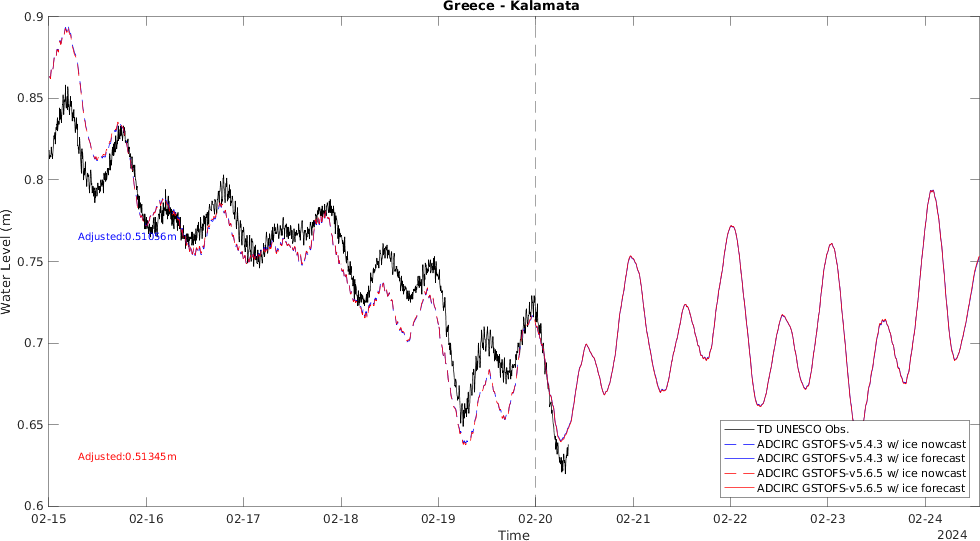 Greece - Kalamata
0.9
0.85
0.8
0.75
0.7
0.65
0.6
Water Level (m)
Adjusted:0.51056m
Adjusted:0.51345m
TD UNESCO Obs.
ADCIRC GSTOFS-v5.4.3 w/ ice nowcast
ADCIRC GSTOFS-v5.4.3 w/ ice forecast
ADCIRC GSTOFS-v5.6.5 w/ ice nowcast
ADCIRC GSTOFS-v5.6.5 w/ ice forecast
02-15 02-16 02-17 02-18 02-19 02-20 02-21 02-22 02-23 02-24
Time
2024